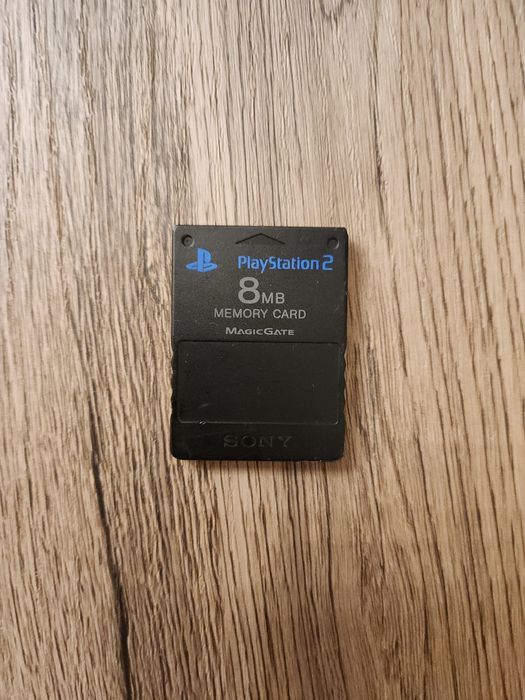 PlayStation 2
8MB
MEMORY CARD
MAGICGATE
SONY